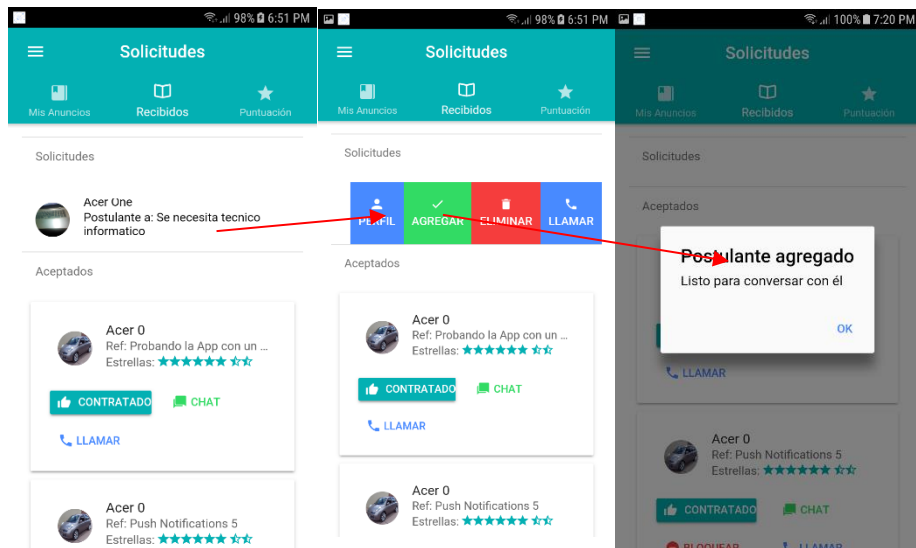 98% 6:51 PM
Solicitudes
Mis Anuncios
Recibidos
Puntuación
Solicitudes
Acer One
Postulante a: Se necesita tecnico
informatico
Aceptados
Acer 0
Ref: Probando la App con un ...
Estrellas:
CONTRATADO
CHAT
LLAMAR
Acer 0
Ref: Push Notifications 5
Estrellas:
98% 6:51 PM
Solicitudes
Mis Anuncios
Recibidos
Puntuación
Solicitudes
PERFIL
AGREGAR
ELIMINAR
LLAMAR
Aceptados
Acer 0
Ref: Probando la App con un ...
Estrellas:
CONTRATADO
CHAT
LLAMAR
Acer 0
Ref: Push Notifications 5
Estrellas:
100% 7:20 PM
Solicitudes
Mis Anuncios
Recibidos
Puntuación
Solicitudes
Aceptados
Postulante agregado
Listo para conversar con él
OK
LLAMAR
Acer 0
Ref: Push Notifications 5
Estrellas:
CONTRATADO
CHAT
BLOQUEAR
LLAMAR